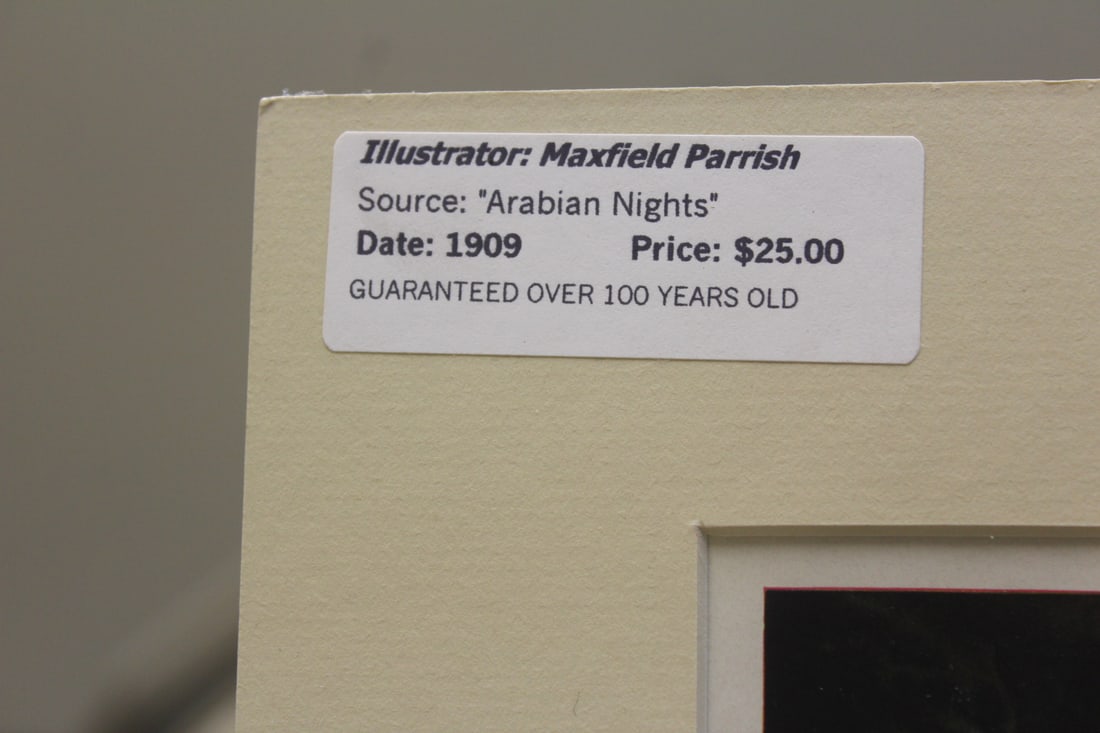 Illustrator: Maxfield Parrish
Source: "Arabian Nights"
Date: 1909 Price: $25.00
GUARANTEED OVER 100 YEARS OLD